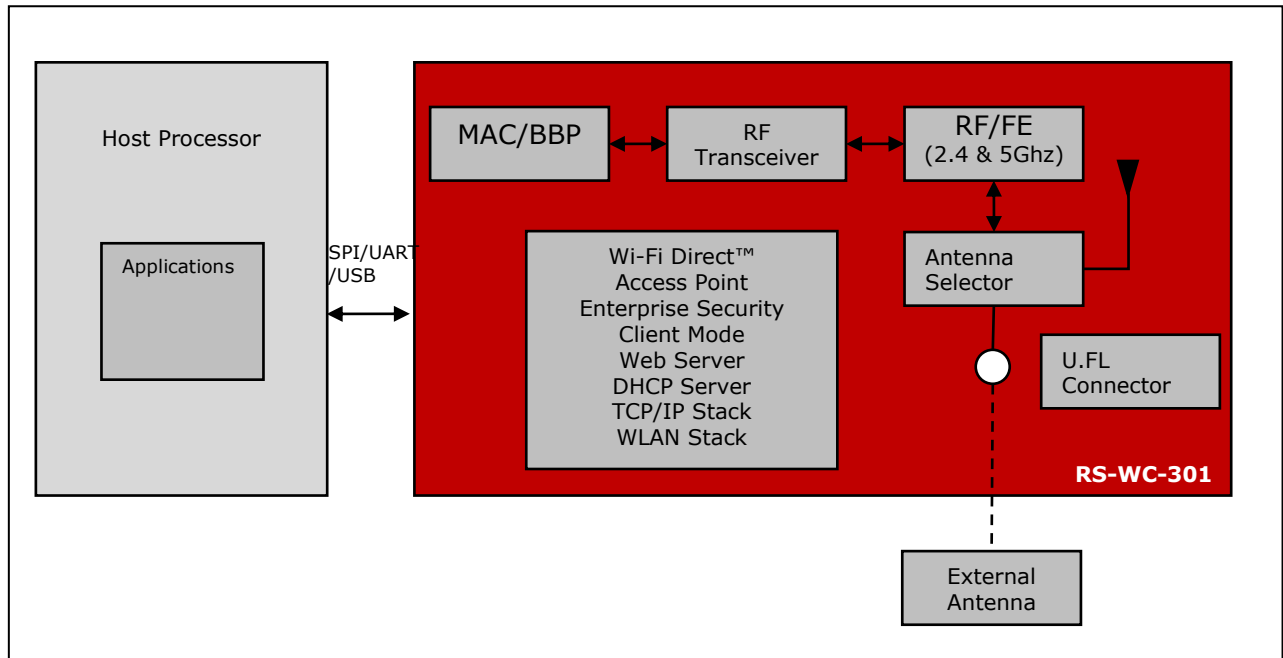 Host Processor
Applications
SPI/UART
/USB
MAC/BBP
RF
Transceiver
RF/FE
(2.4 & 5Ghz)
Wi-Fi Direct™
Access Point
Enterprise Security
Client Mode
Web Server
DHCP Server
TCP/IP Stack
WLAN Stack
Antenna
Selector
U.FL
Connector
RS-WC-301
External
Antenna